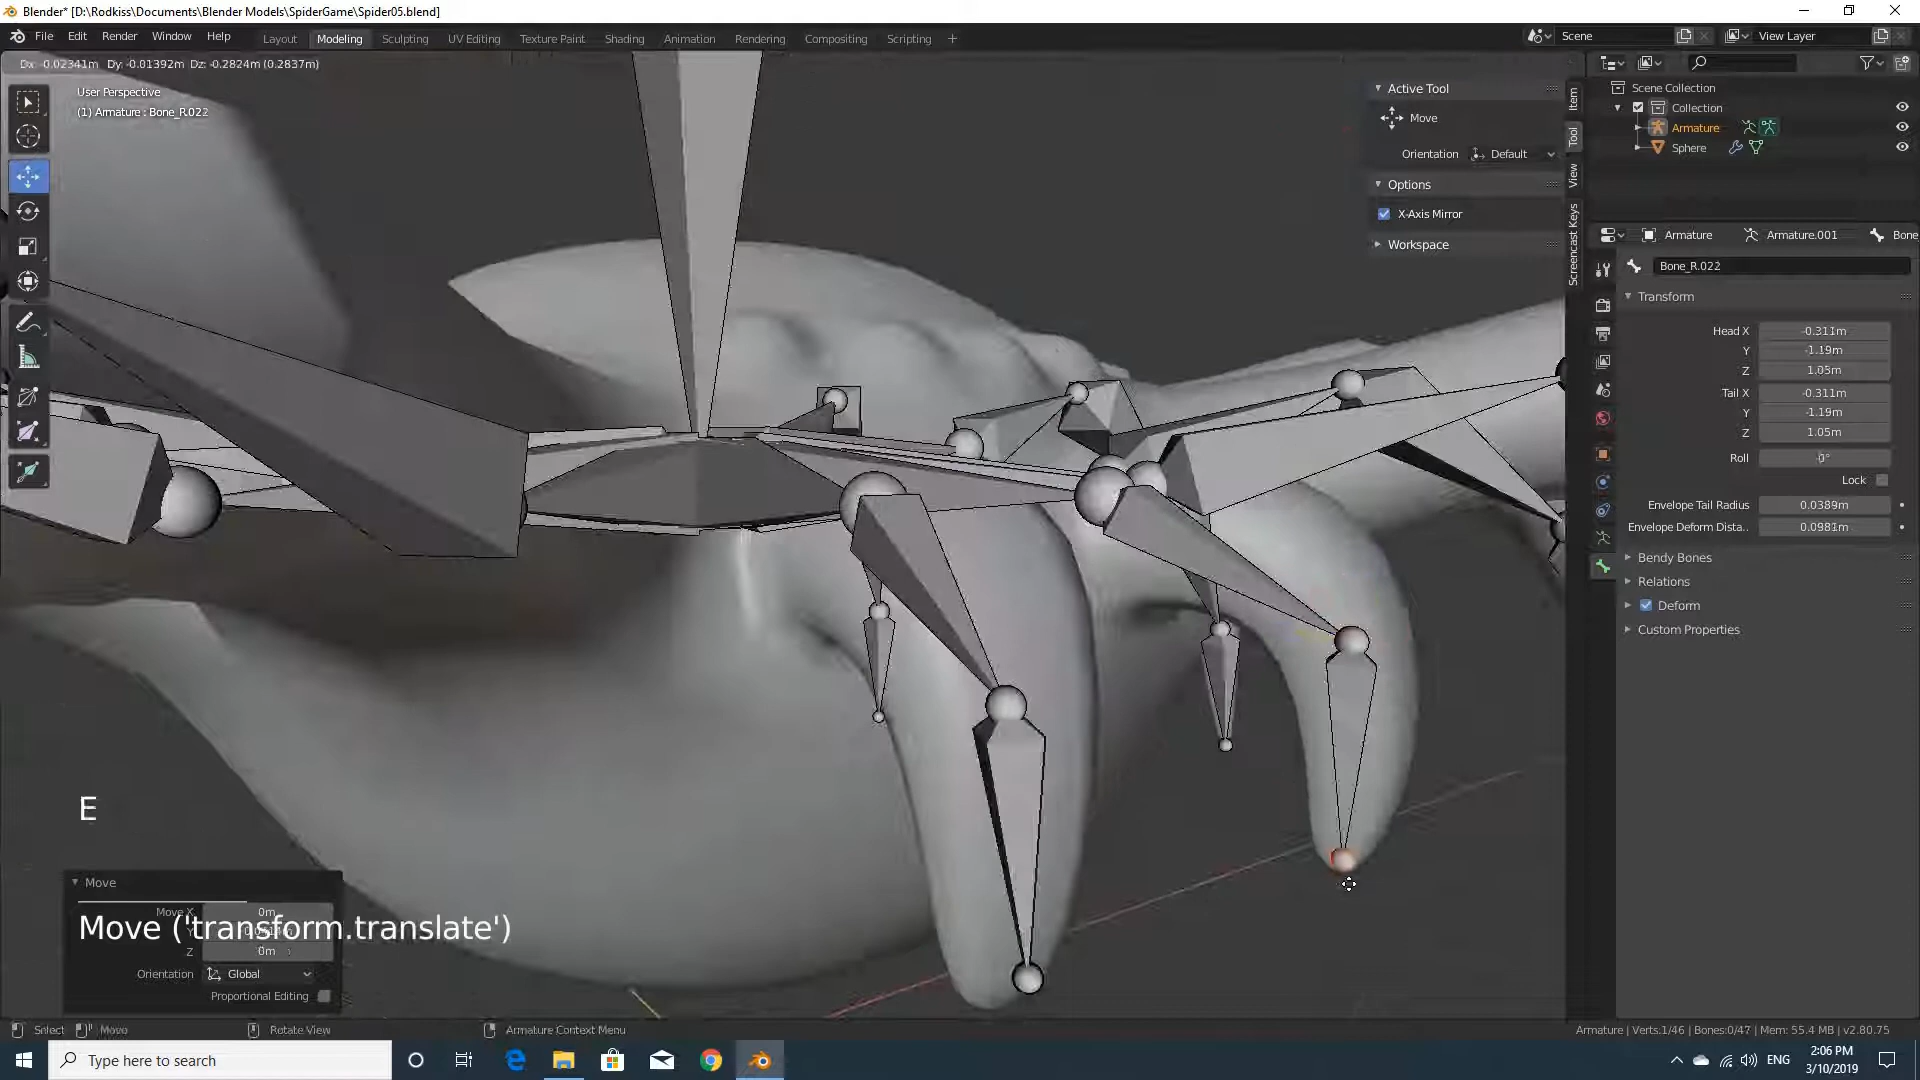 Blender* [D:\Rodkiss\Documents\Blender Models\SpiderGame\Spider05.blend]
File Edit Render Window Help Layout Modeling Sculpting UV Editing Texture Paint Shading Animation Rendering Compositing Scripting Scene View Layer
Dx: -0.02341m Dy: -0.01392m Dz: -0.2824m (0.2837m)
User Perspective
(1) Armature : Bone_R.022
Active Tool
Move
Orientation Default
Options
X-Axis Mirror
Workspace
Item
Tool
View
Screencast Keys
Scene Collection
Collection
Armature
Sphere
Armature Armature.001 Bone
Bone_R.022
Transform
Head X -0.311m
Y -1.19m
Z 1.05m
Tail X -0.311m
Y -1.19m
Z 1.05m
Roll -0°
Lock
Envelope Tail Radius 0.0389m
Envelope Deform Dista.. 0.0981m
Bendy Bones
Relations
Deform
Custom Properties
E
Move
Move X 0m
Move ('transform.translate')
Z 0m
Orientation Global
Proportional Editing
Select Move Rotate View Armature Context Menu
Armature | Verts:1/46 | Bones:0/47 | Mem: 55.4 MB | v2.80.75
Type here to search
ENG
2:06 PM
3/10/2019